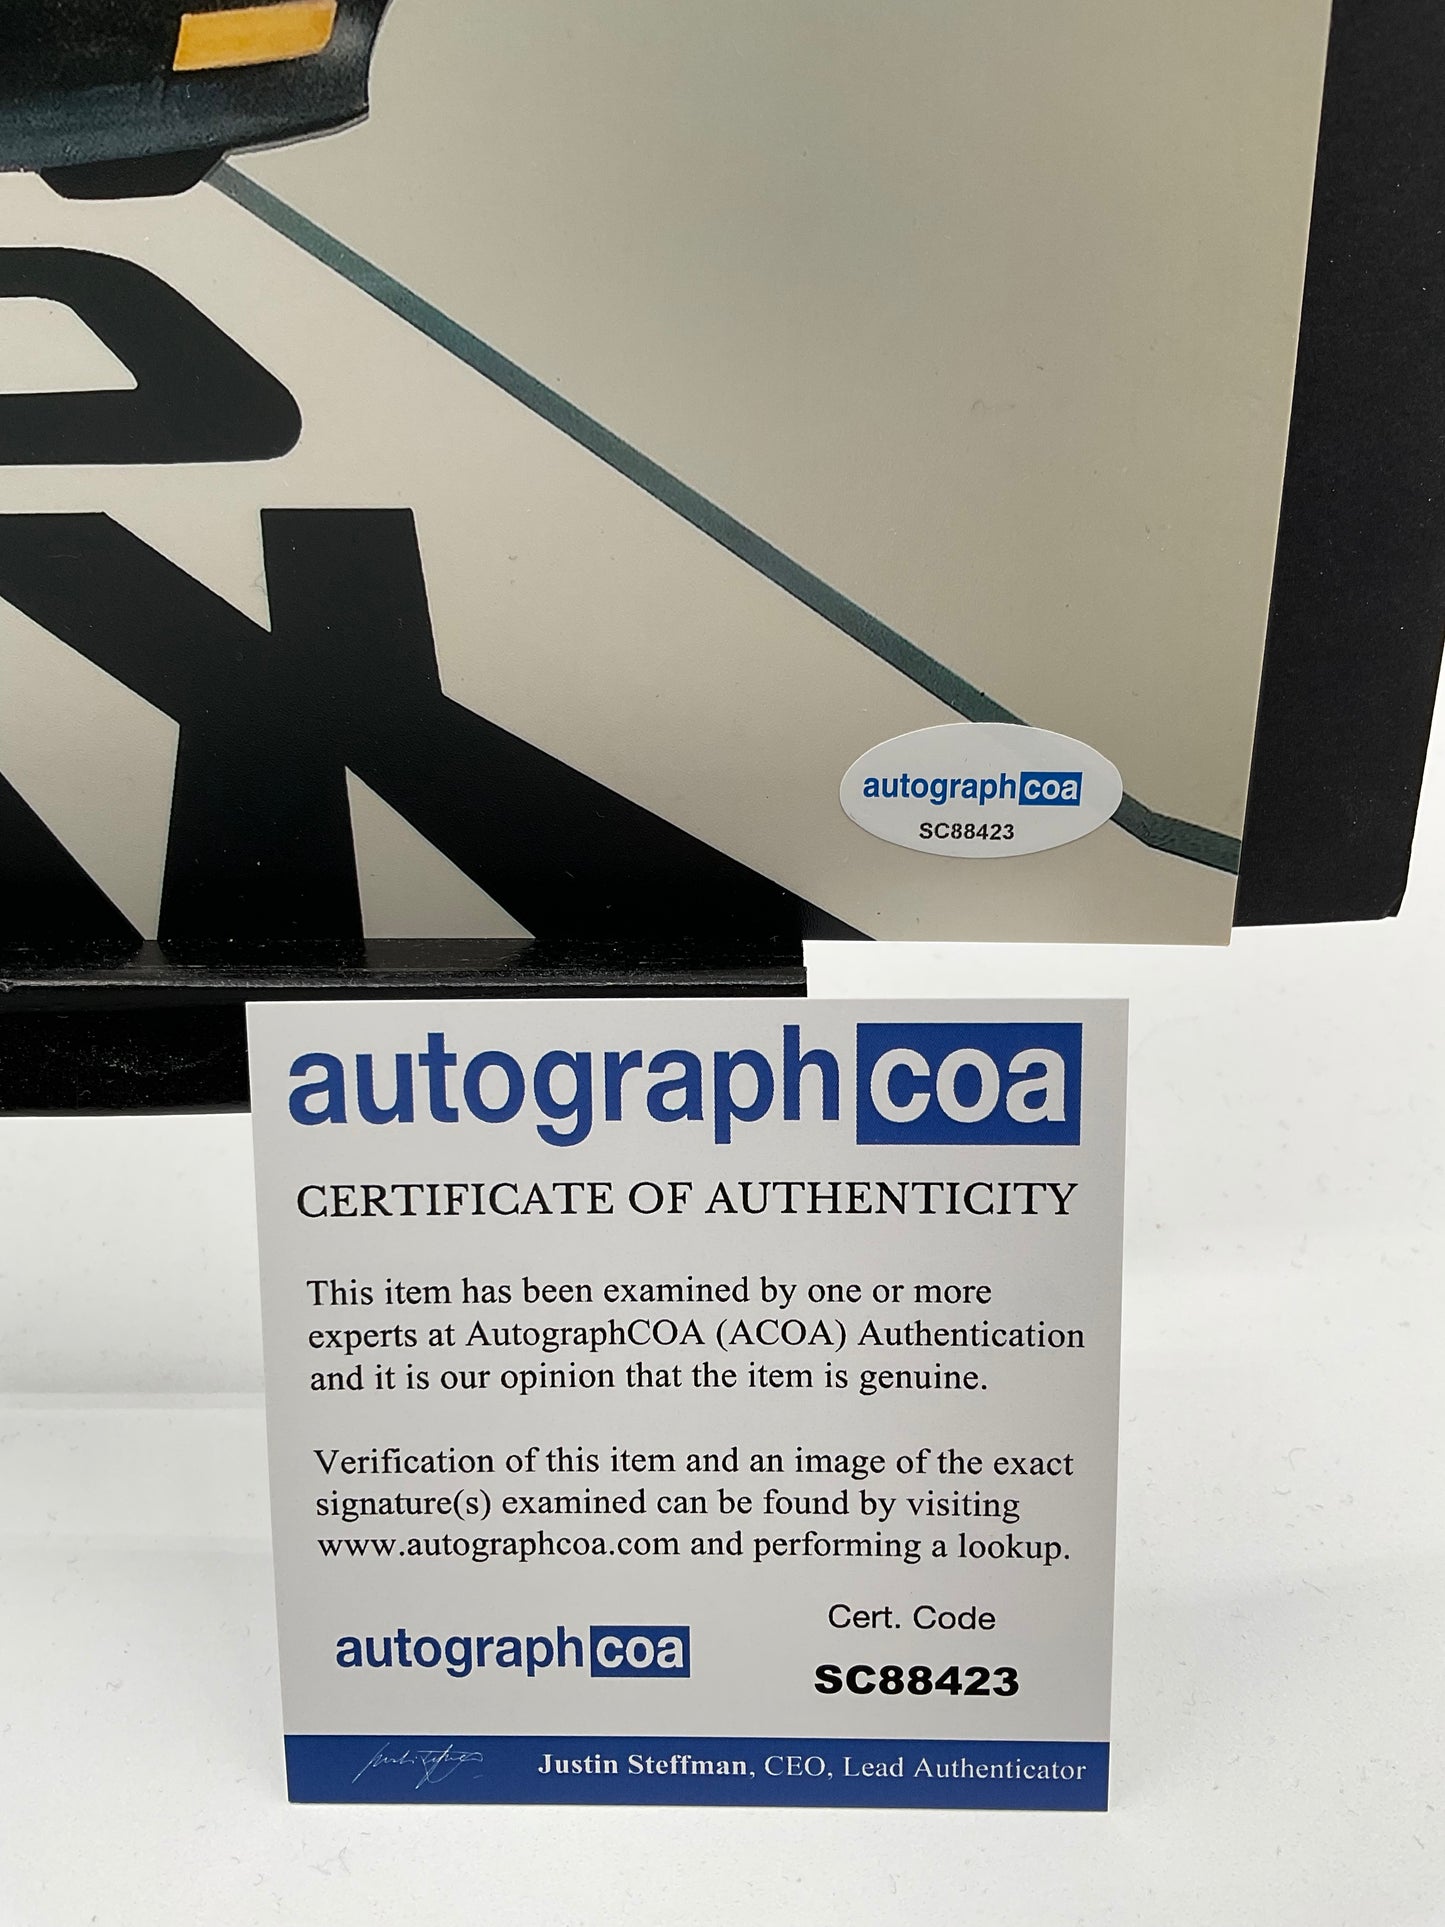 autographcoa
SC88423
autographcoa
CERTIFICATE OF AUTHENTICITY
This item has been examined by one or more
experts at AutographCOA (ACOA) Authentication
and it is our opinion that the item is genuine.
Verification of this item and an image of the exact
signature(s) examined can be found by visiting
www.autographcoa.com and performing a lookup.
Cert. Code
autographcoa
SC88423
Justin Steffman, CEO, Lead Authenticator